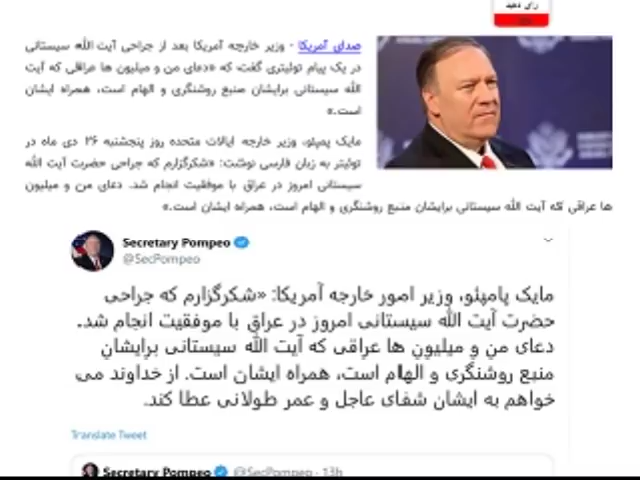 رای دهید
صدای آمریکا - وزیر خارجه آمریکا بعد از جراحی آیت الله سیستانی
در یک پیام توئیتری گفت که «دعای من و میلیون ها عراقی که آیت
الله سیستانی برایشان منبع روشنگری و الهام است، همراه ایشان
است.»
مایک پمپئو، وزیر خارجه ایالات متحده روز پنجشنبه ۲۶ دی ماه در
توئیتر به زبان فارسی نوشت: «شکرگزارم که جراحی حضرت آیت الله
سیستانی امروز در عراق با موفقیت انجام شد. دعای من و میلیون
ها عراقی که آیت الله سیستانی برایشان منبع روشنگری و الهام است، همراه ایشان است.»
Secretary Pompeo
@SecPompeo
مایک پامپئو، وزیر امور خارجه آمریکا: «شکرگزارم که جراحی
حضرت آیت الله سیستانی امروز در عراق با موفقیت انجام شد.
دعای من و میلیون ها عراقی که آیت الله سیستانی برایشان
منبع روشنگری و الهام است، همراه ایشان است. از خداوند می
خواهم به ایشان شفای عاجل و عمر طولانی عطا کند.
Translate Tweet
Secretary Pompeo @SecPompeo · 13h